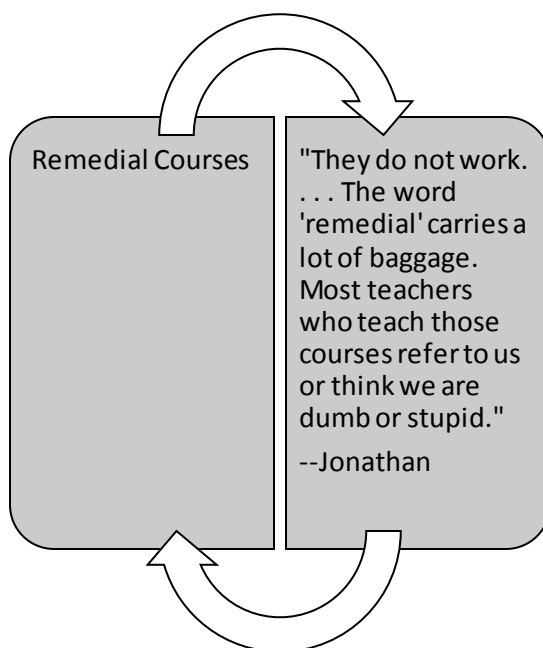 Remedial Courses
"They do not work.
. . . The word
'remedial' carries a
lot of baggage.
Most teachers
who teach those
courses refer to us
or think we are
dumb or stupid."
--Jonathan